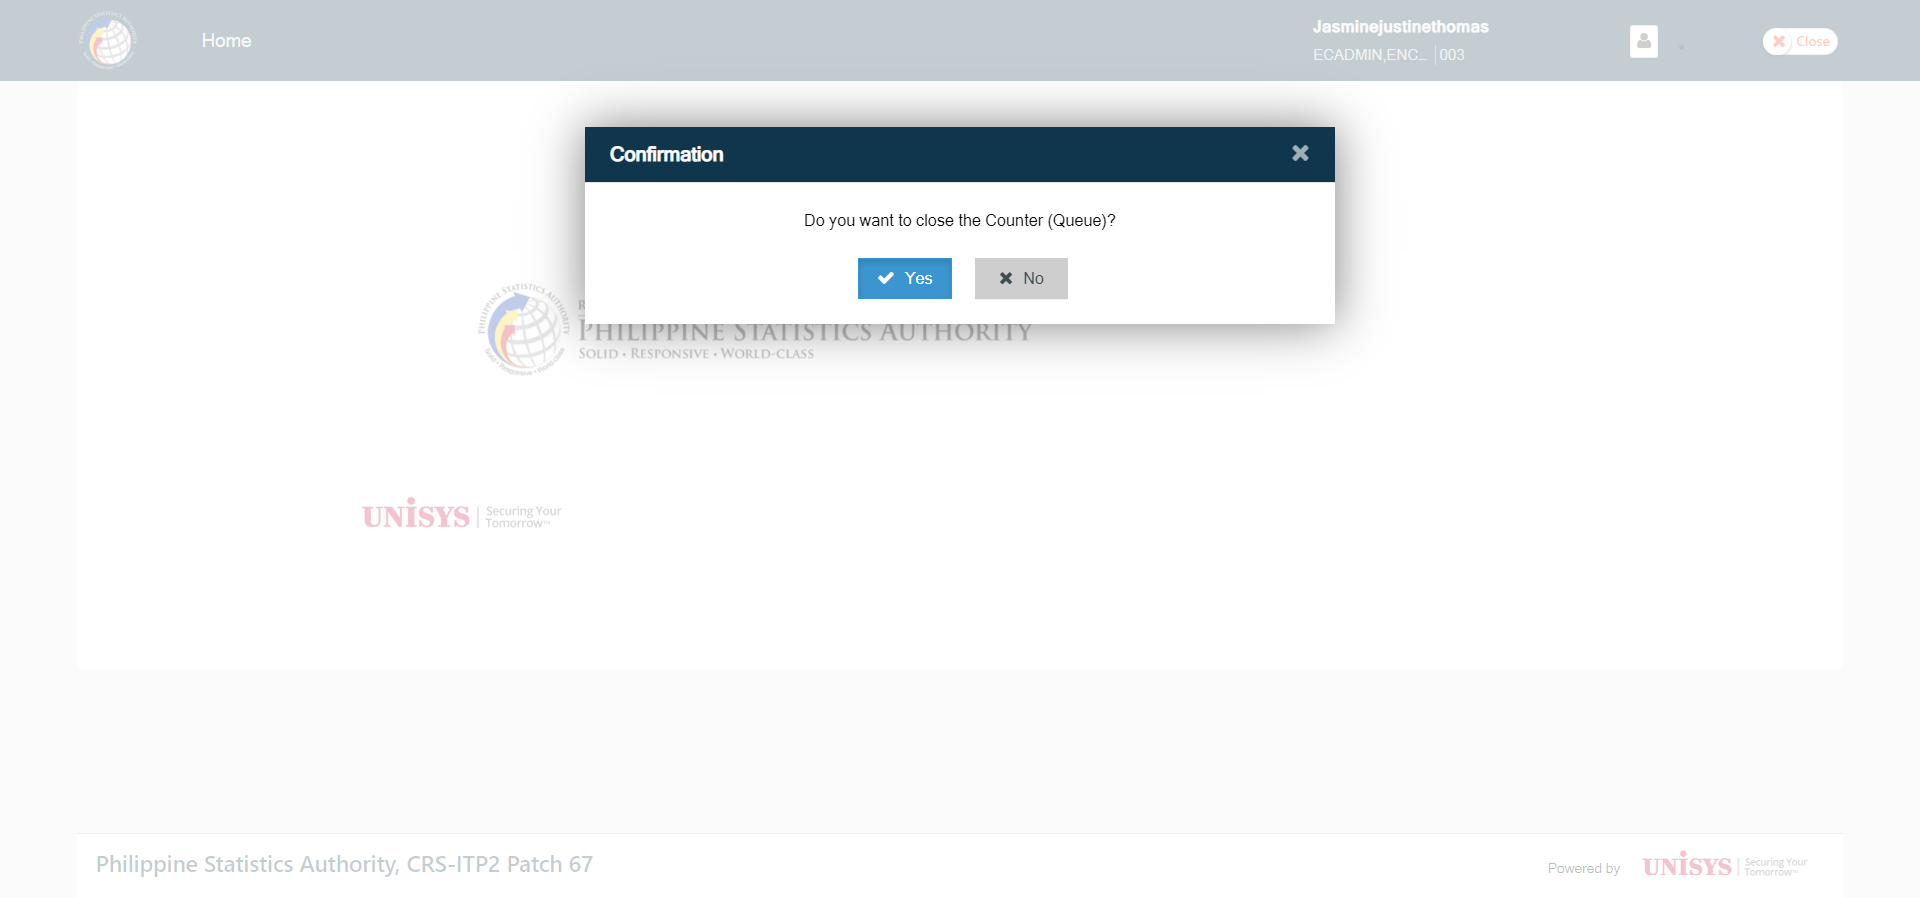 Home
Jasminejustinethomas
ECADMIN,ENC... 003
Close
Confirmation
Do you want to close the Counter (Queue)?
Yes
No
PHILIPPINE STATISTICS AUTHORITY
SOLID • RESPONSIVE • WORLD-CLASS
UNISYS
Securing Your
Tomorrow™
Philippine Statistics Authority, CRS-ITP2 Patch 67
Powered by
UNISYS
Securing Your
Tomorrow™